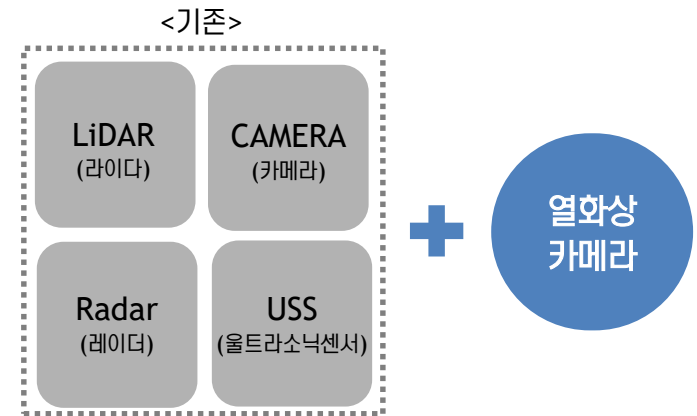 <기존>
LiDAR
(라이다)
CAMERA
(카메라)
Radar
(레이더)
USS
(울트라소닉센서)
열화상
카메라